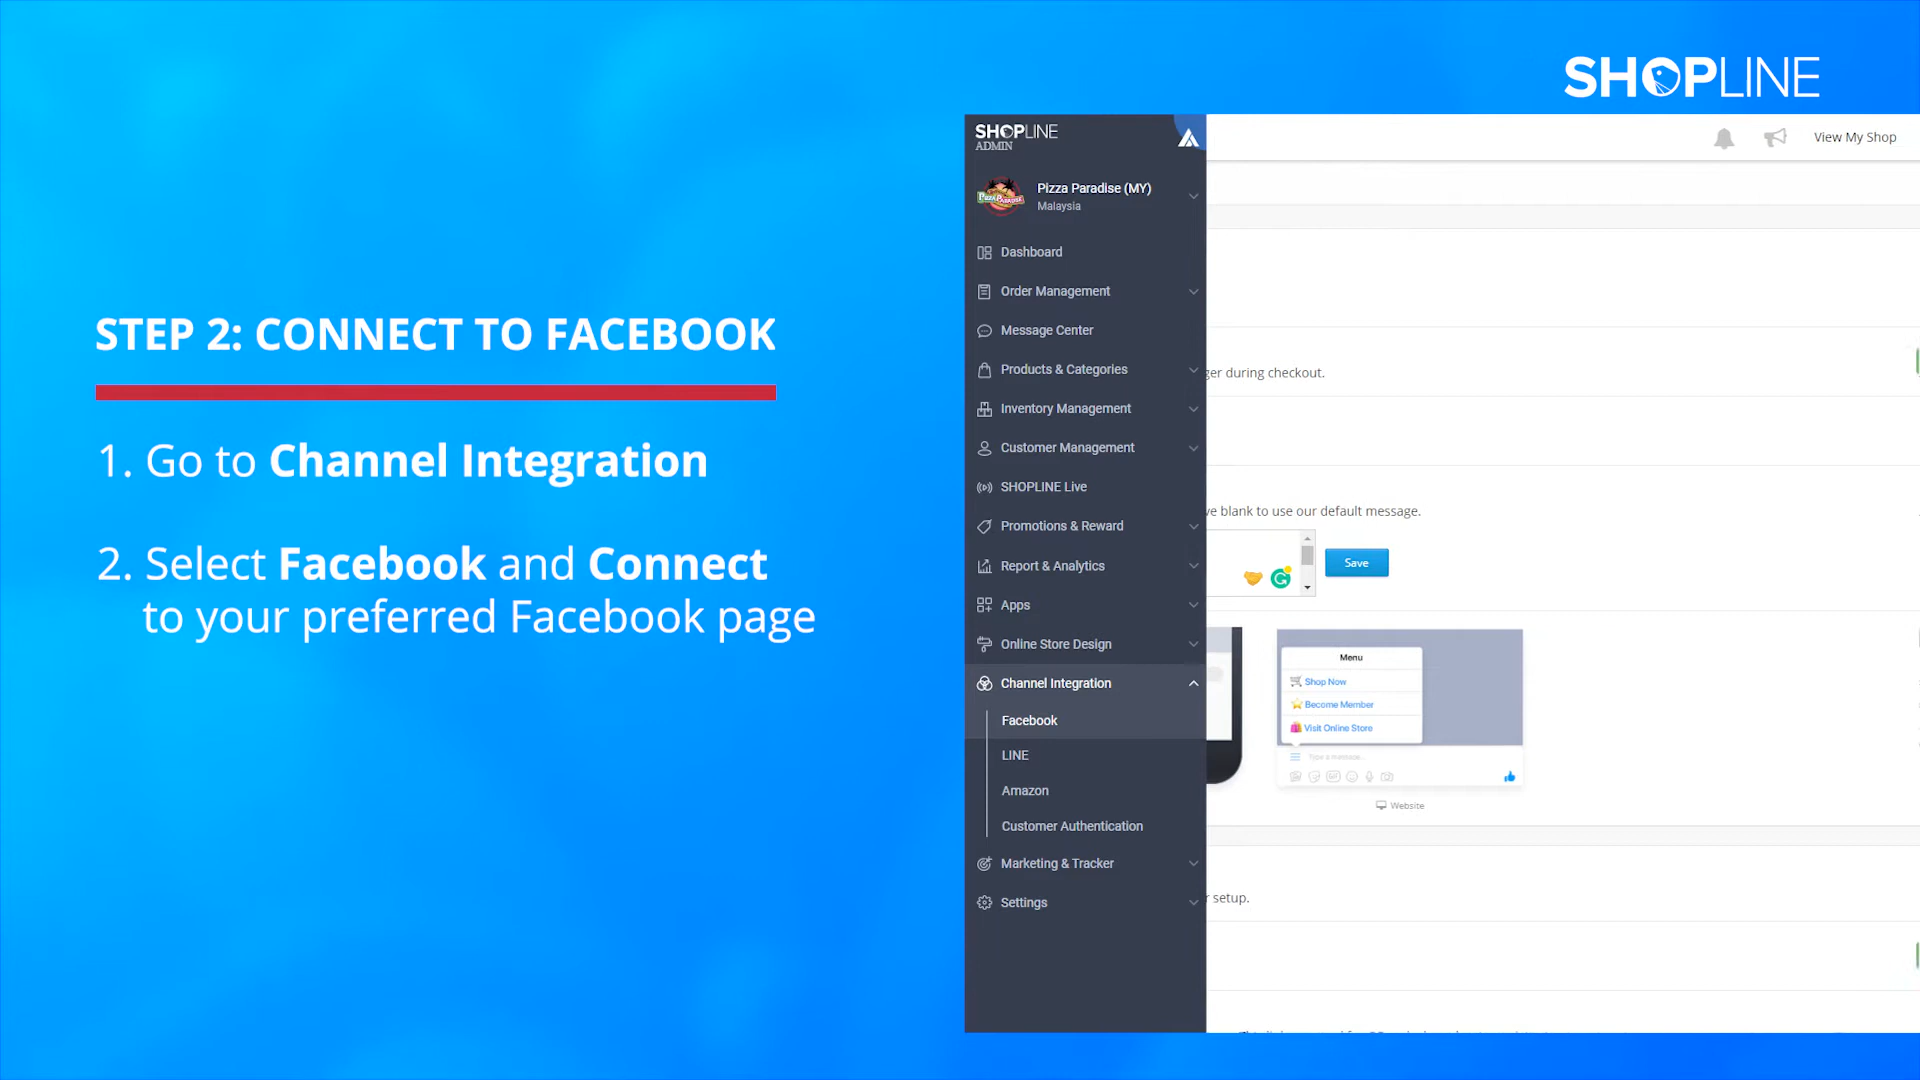 SHOPLINE
STEP 2: CONNECT TO FACEBOOK
1. Go to Channel Integration
2. Select Facebook and Connect
to your preferred Facebook page
SHOPLINE
ADMIN
Pizza Paradise (MY)
Malaysia
Dashboard
Order Management
Message Center
Products & Categories
Inventory Management
Customer Management
SHOPLINE Live
Promotions & Reward
Report & Analytics
Apps
Online Store Design
Channel Integration
Facebook
LINE
Amazon
Customer Authentication
Marketing & Tracker
Settings
View My Shop
ger during checkout.
ve blank to use our default message.
Save
Menu
Shop Now
Become Member
Visit Online Store
Type a message...
Website
r setup.